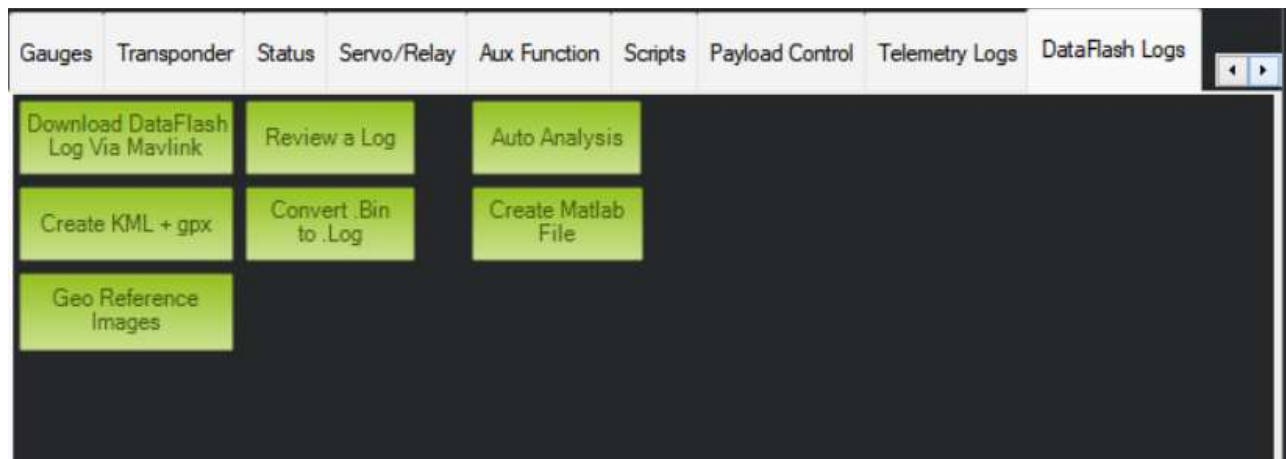 Gauges Transponder Status Servo/Relay Aux Function Scripts Payload Control Telemetry Logs DataFlash Logs
Download DataFlash
Log Via Mavlink
Review a Log
Auto Analysis
Create KML + gpx
Convert .Bin
to .Log
Create Matlab
File
Geo Reference
Images